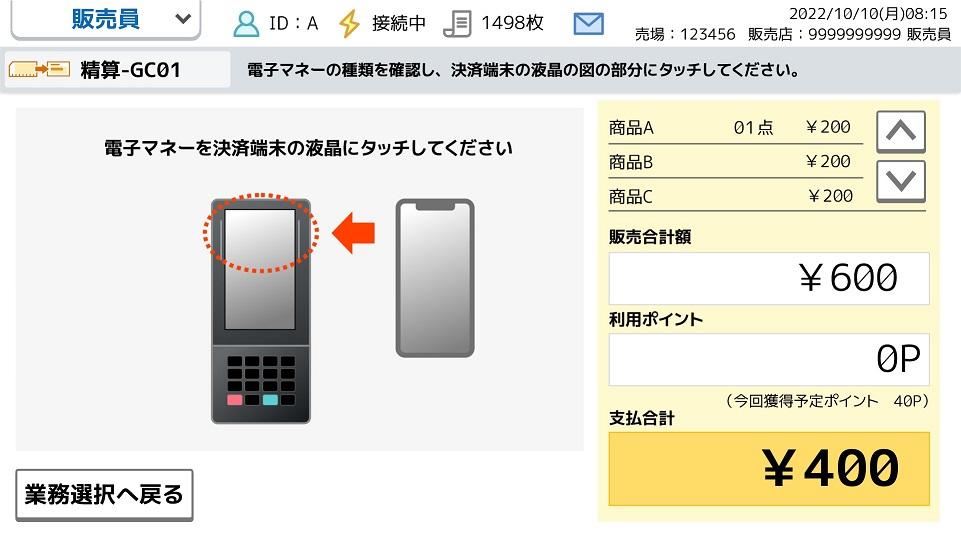 販売員
ID：A
接続中
1498枚
2022/10/10(月)08:15
売場：123456 販売店：9999999999 販売員
精算-GC01
電子マネーの種類を確認し、決済端末の液晶の図の部分にタッチしてください。
電子マネーを決済端末の液晶にタッチしてください
商品A 01点 ￥200
商品B ￥200
商品C ￥200
販売合計額
￥600
利用ポイント
0P
（今回獲得予定ポイント 40P）
支払合計
￥400
業務選択へ戻る